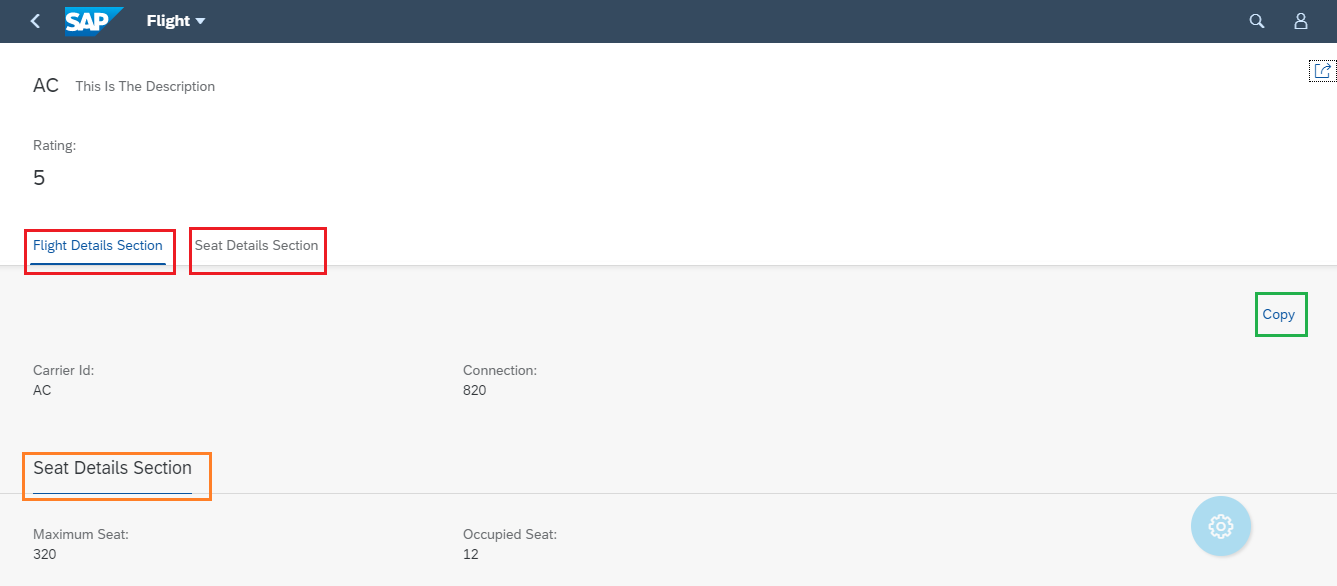 SAP Flight
AC This Is The Description
Rating:
5
Flight Details Section Seat Details Section
Copy
Carrier Id: Connection:
AC 820
Seat Details Section
Maximum Seat: Occupied Seat:
320 12